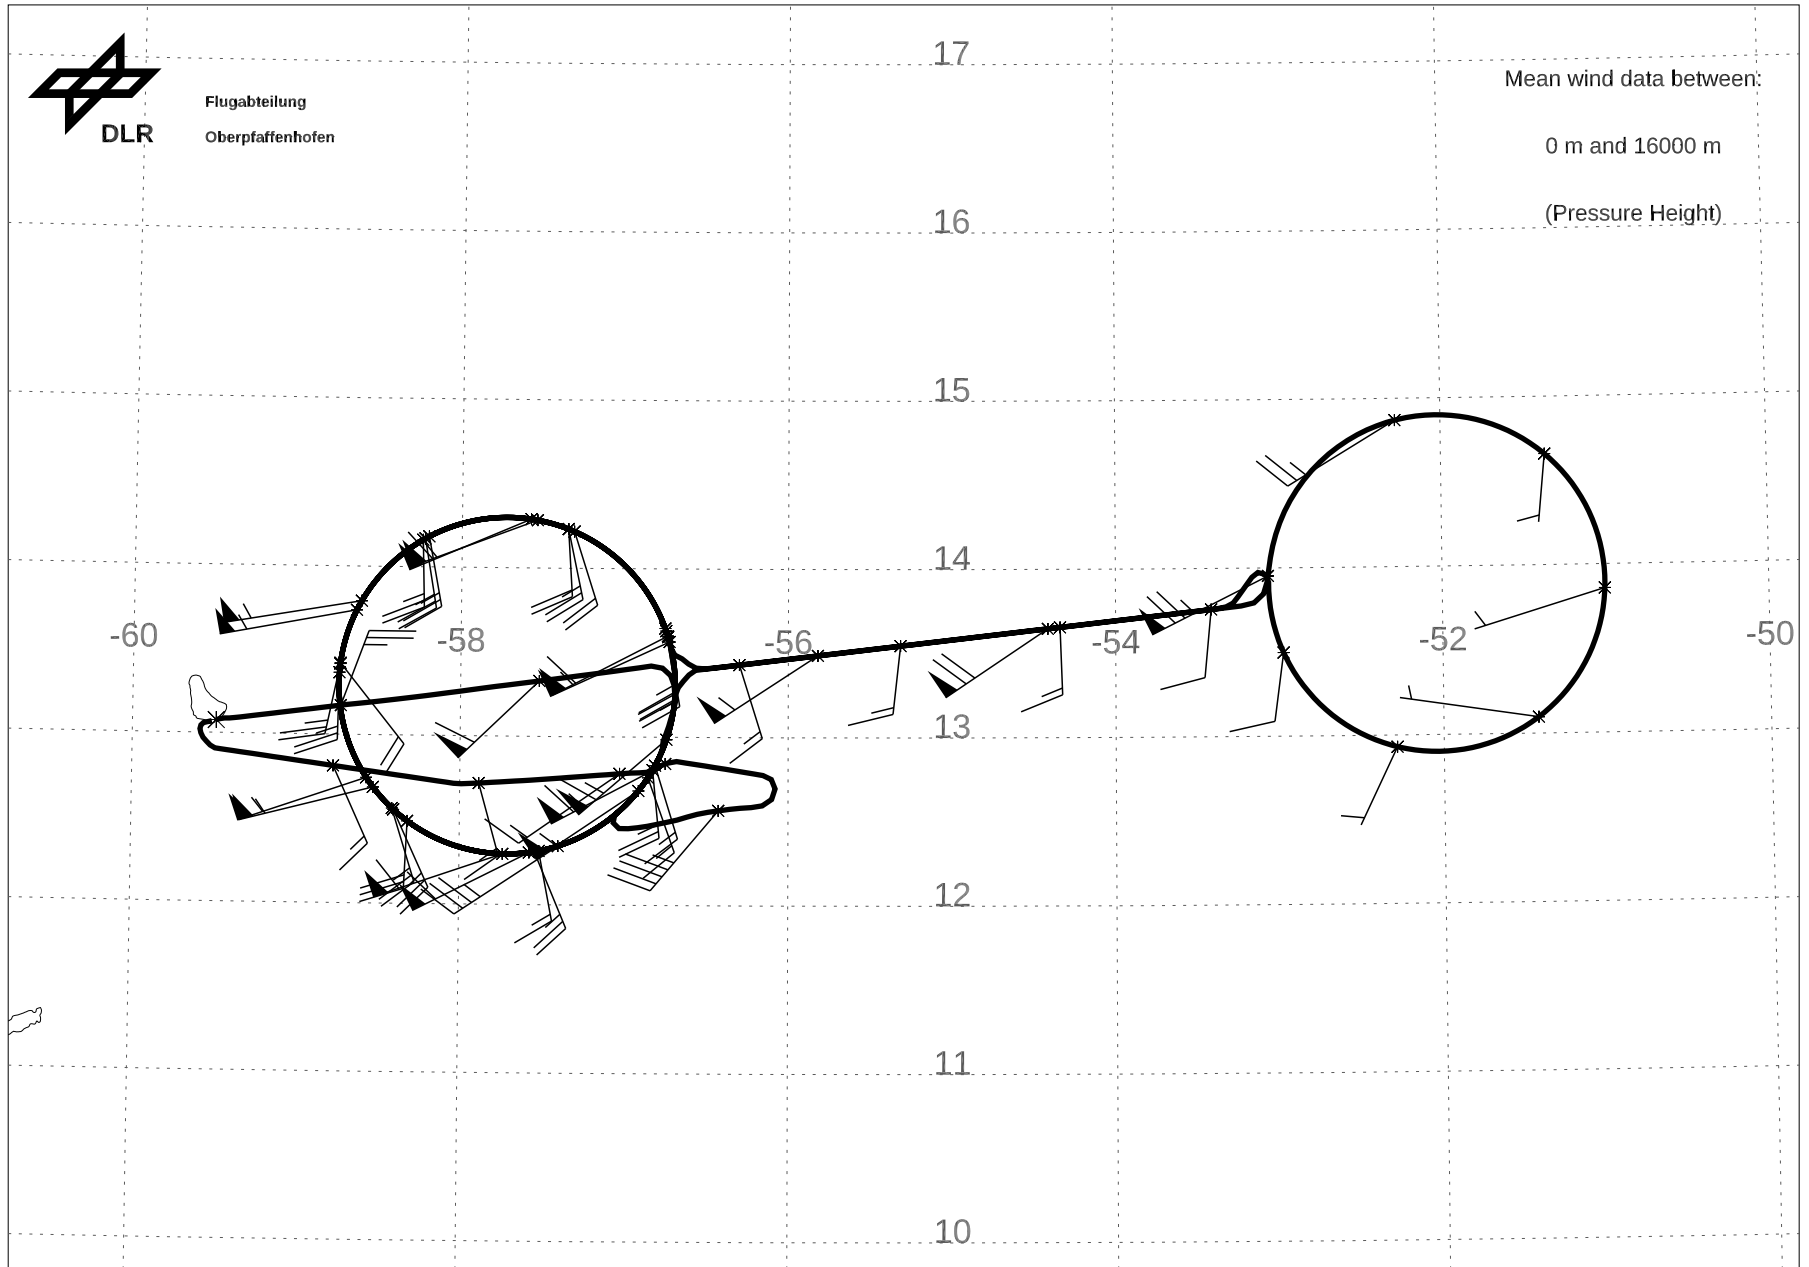 17
Mean wind data between:
Flugabteilung
DLR
Oberpfaffenhofen
0 m and 16000 m
16
(Pressure Height)
15
14
-60
-58
-56
-54
-52
-50
13
12
11
10